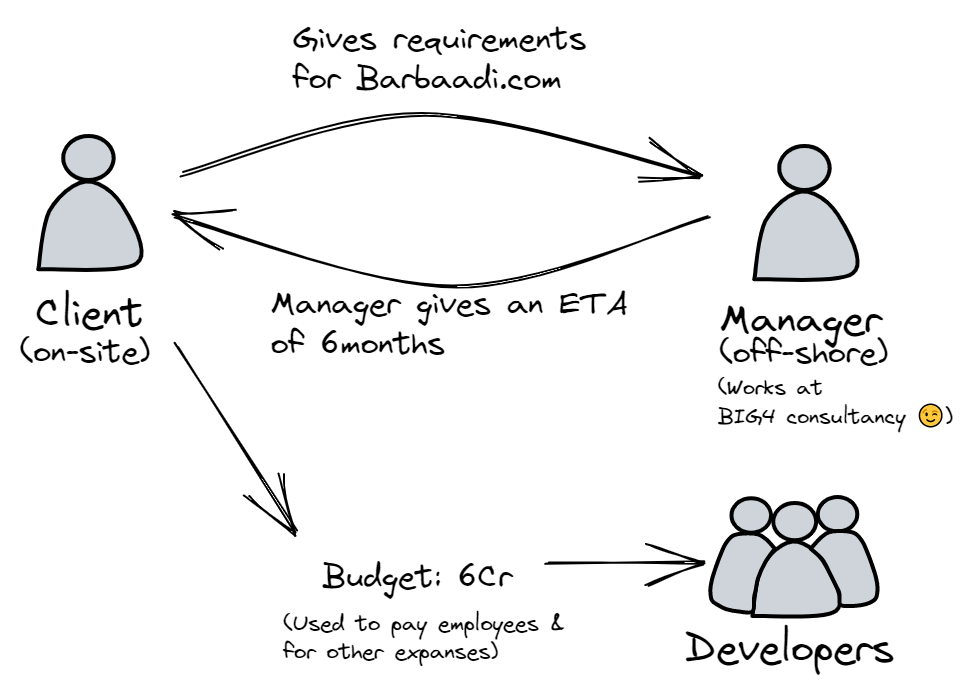 Gives requirements
for Barbaadi.com
Manager gives an ETA
of 6months
Client
(on-site)
Manager
(off-shore)
(Works at
BIG4 consultancy 😉)
Budget: 6Cr
(Used to pay employees &
for other expanses)
Developers